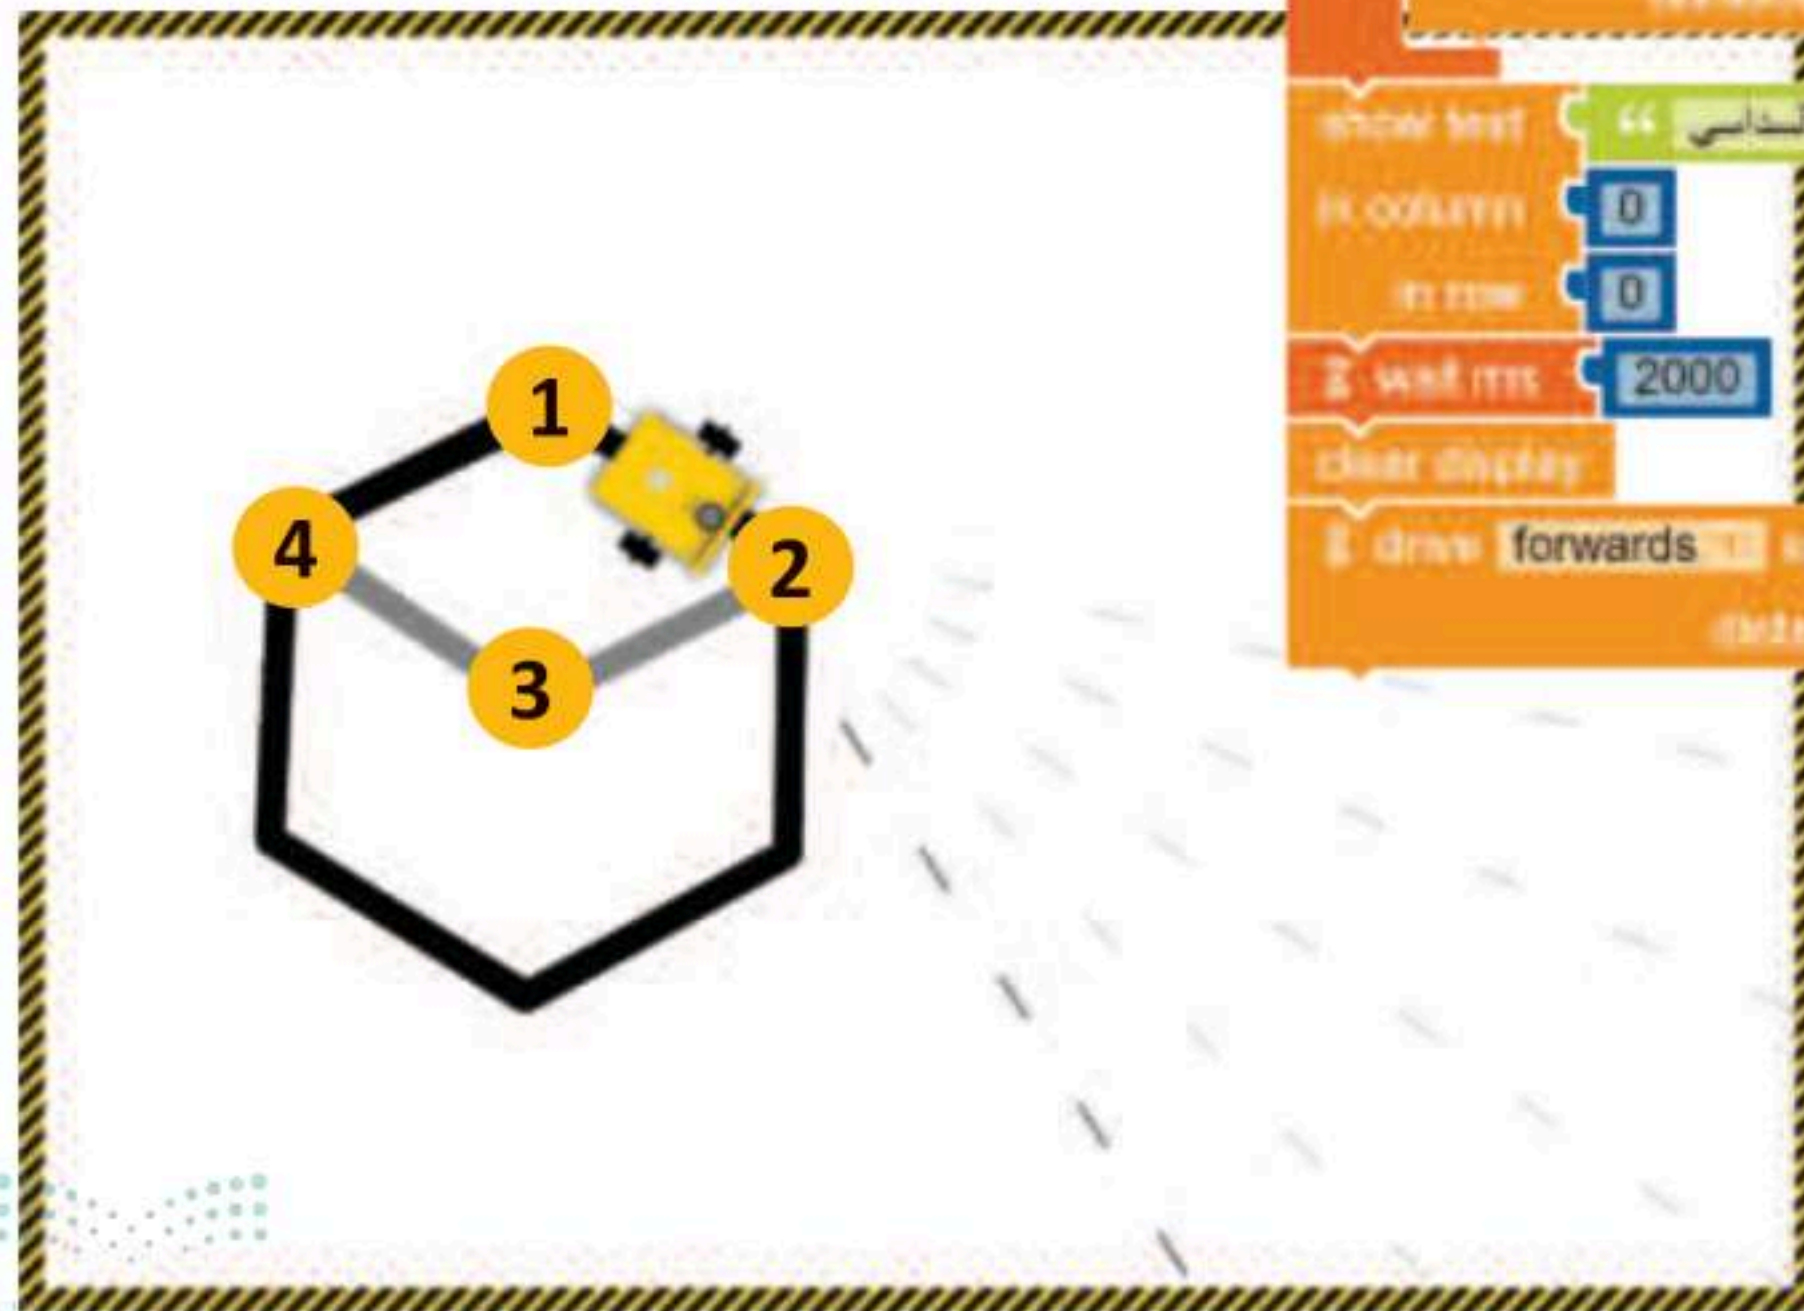 show text “
in column 0
in row 0
wait ms 2000
clear display
drive forwards
1
2
4
3